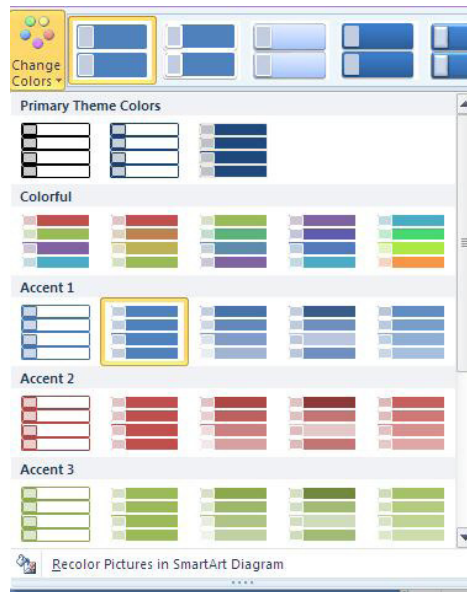 Change
Colors
Primary Theme Colors
Colorful
Accent 1
Accent 2
Accent 3
Recolor Pictures in SmartArt Diagram